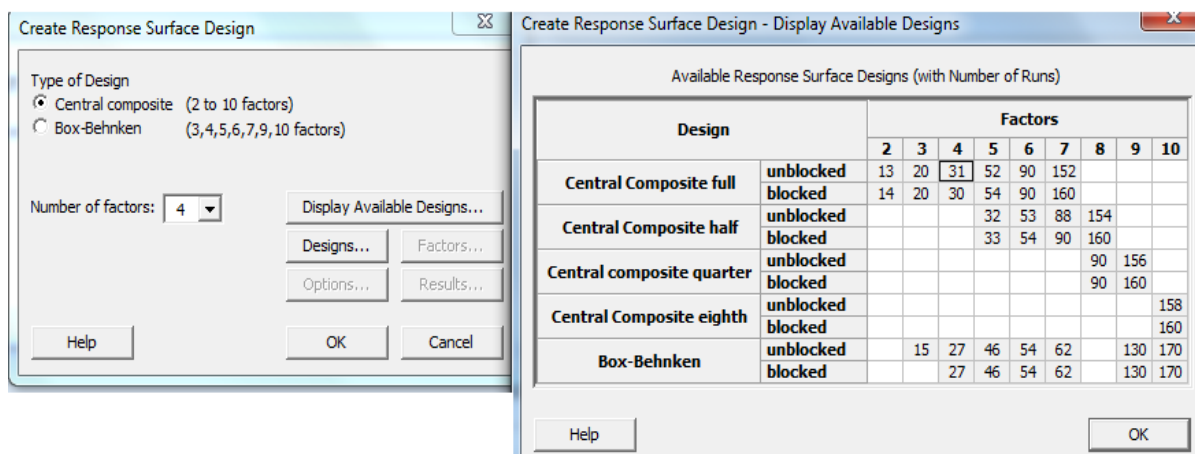 Create Response Surface Design
Type of Design
Central composite (2 to 10 factors)
Box-Behnken (3,4,5,6,7,9,10 factors)
Number of factors: 4
Display Available Designs...
Designs... Factors...
Options... Results...
Help OK Cancel
Create Response Surface Design - Display Available Designs
Available Response Surface Designs (with Number of Runs)
Design Factors
2 3 4 5 6 7 8 9 10
Central Composite full unblocked 13 20 31 52 90 152
blocked 14 20 30 54 90 160
Central Composite half unblocked 32 53 88 154
blocked 33 54 90 160
Central composite quarter unblocked 90 156
blocked 90 160
Central Composite eighth unblocked 158
blocked 160
Box-Behnken unblocked 15 27 46 54 62 130 170
blocked 27 46 54 62 130 170
Help OK